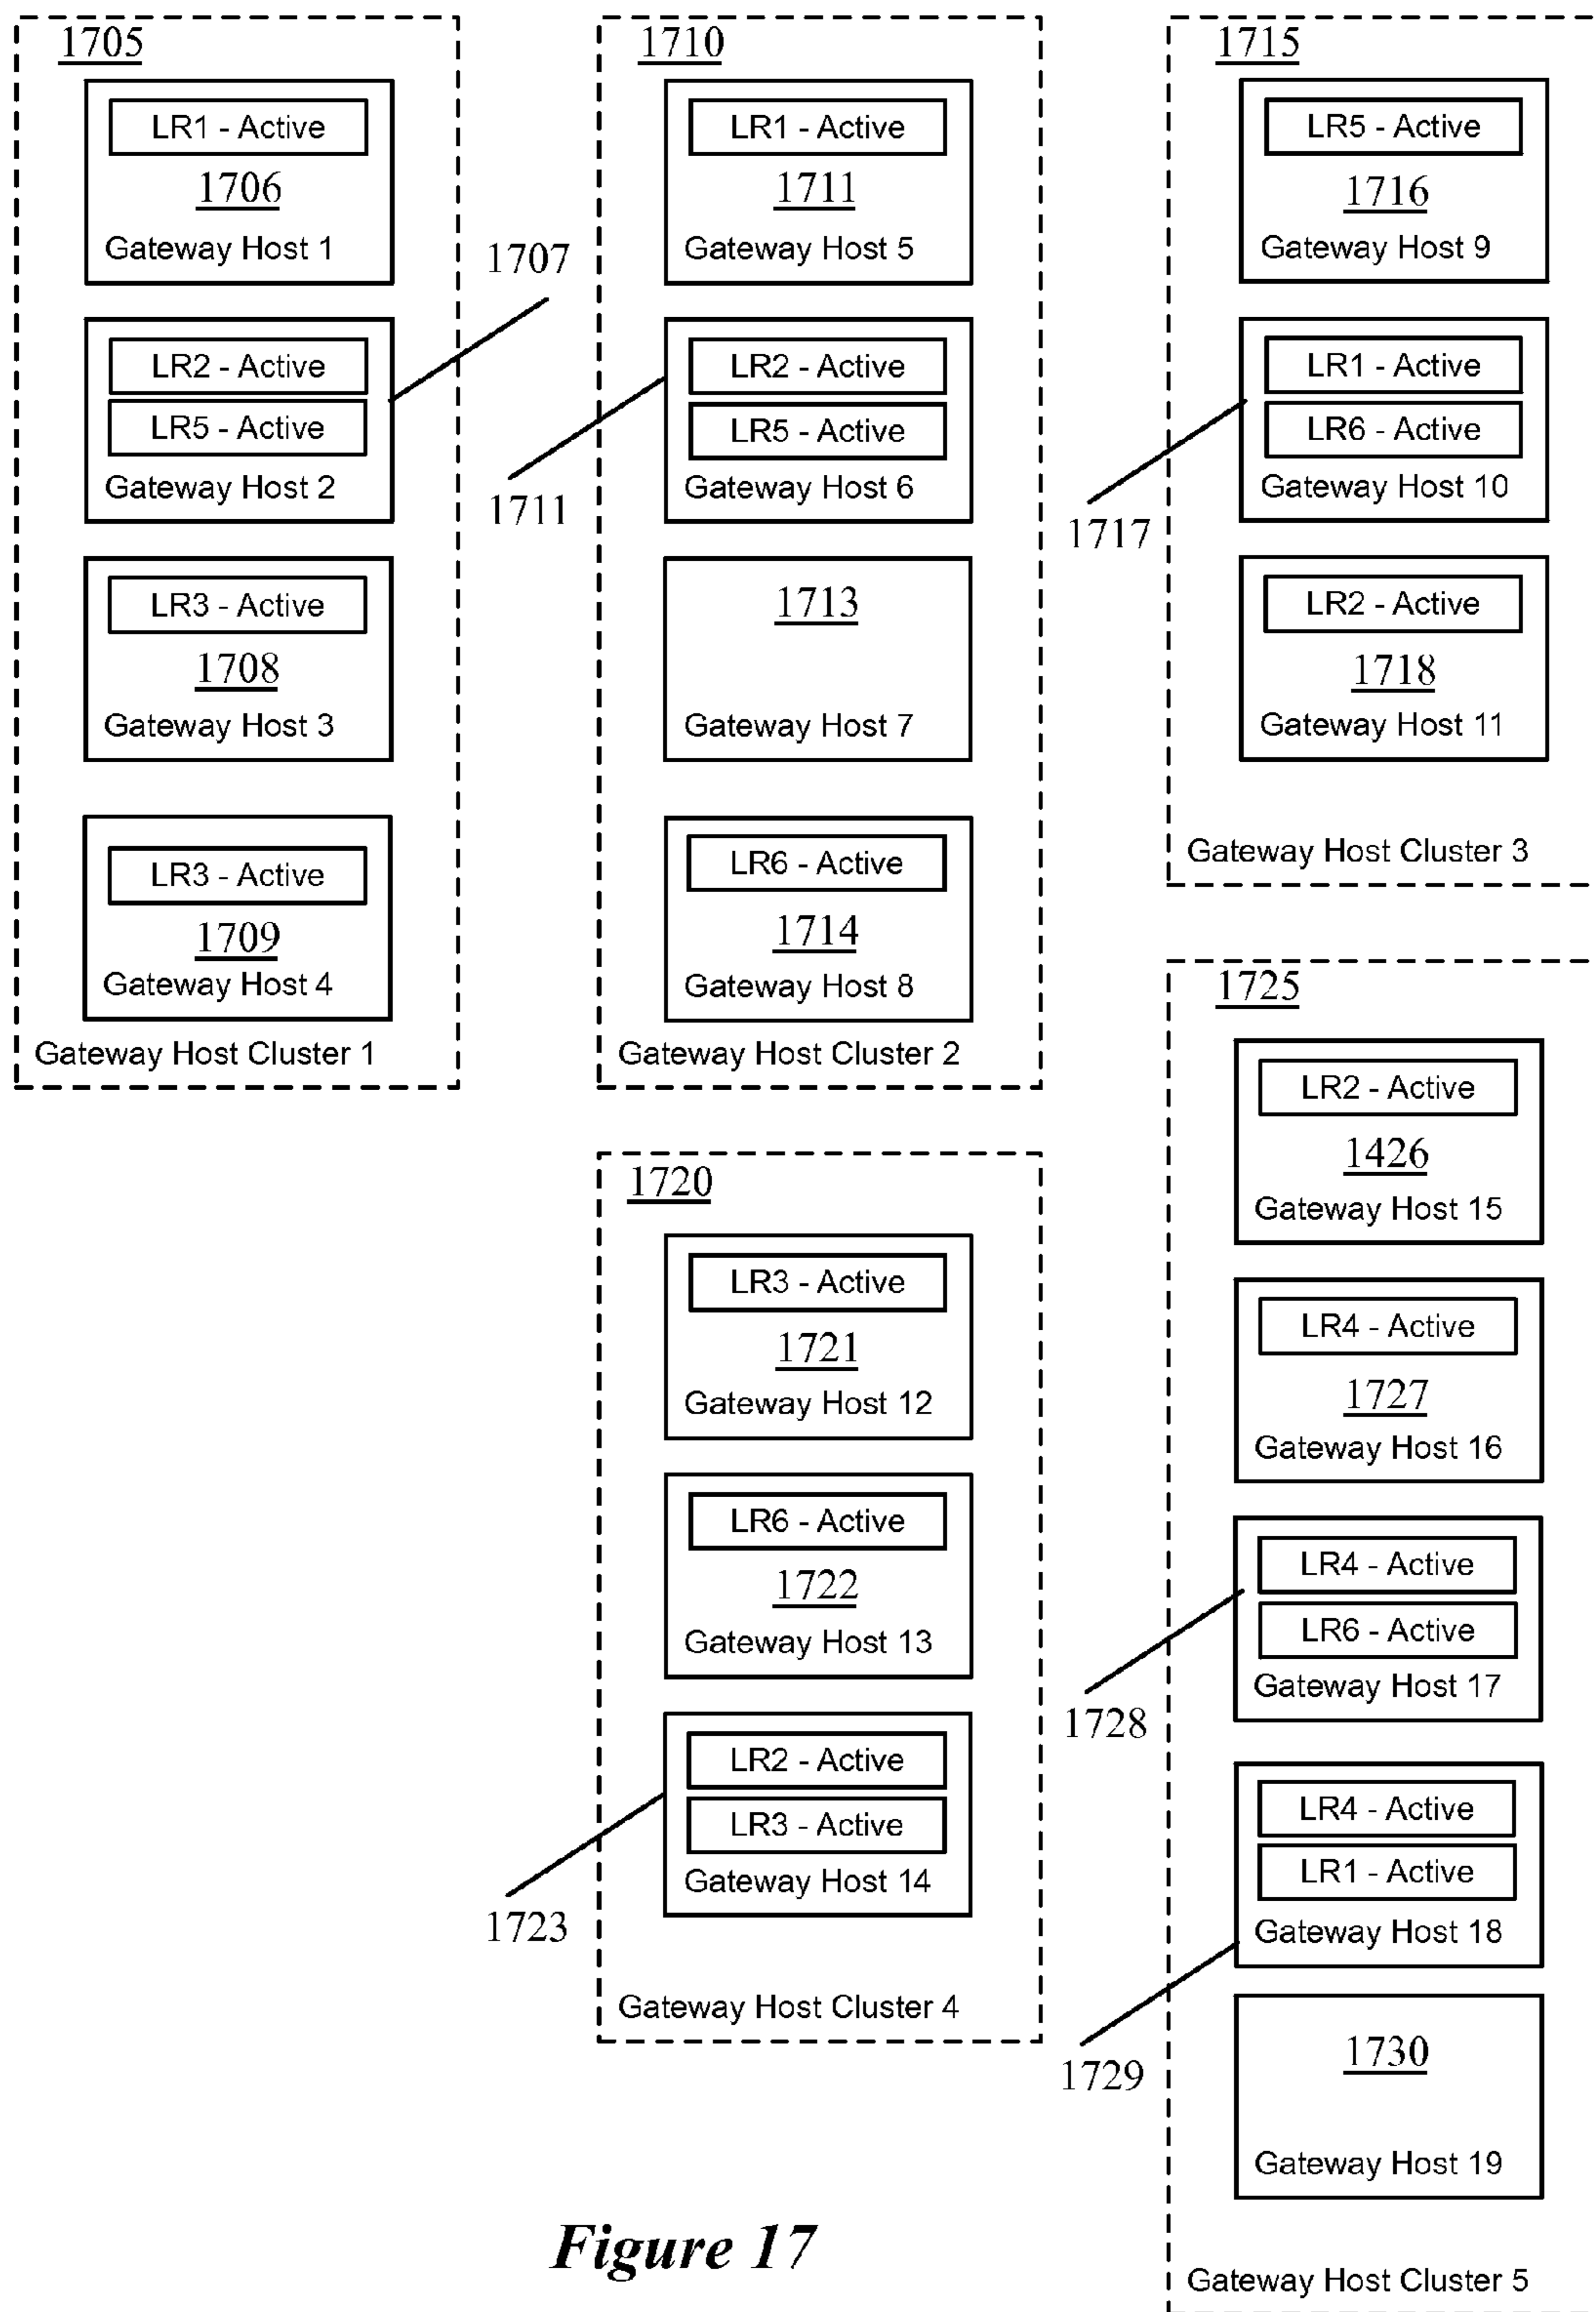 1705
LR1 - Active
1706
Gateway Host 1
1707
LR2 - Active
LR5 - Active
Gateway Host 2
LR3 - Active
1708
Gateway Host 3
LR3 - Active
1709
Gateway Host 4
Gateway Host Cluster 1
1710
LR1 - Active
1711
Gateway Host 5
LR2 - Active
LR5 - Active
Gateway Host 6
1711
1713
Gateway Host 7
LR6 - Active
1714
Gateway Host 8
Gateway Host Cluster 2
1715
LR5 - Active
1716
Gateway Host 9
LR1 - Active
LR6 - Active
Gateway Host 10
1717
LR2 - Active
1718
Gateway Host 11
Gateway Host Cluster 3
1720
LR3 - Active
1721
Gateway Host 12
LR6 - Active
1722
Gateway Host 13
LR2 - Active
LR3 - Active
Gateway Host 14
1723
Gateway Host Cluster 4
1725
LR2 - Active
1426
Gateway Host 15
LR4 - Active
1727
Gateway Host 16
LR4 - Active
LR6 - Active
Gateway Host 17
1728
LR4 - Active
LR1 - Active
Gateway Host 18
1729
1730
Gateway Host 19
Gateway Host Cluster 5
Figure 17